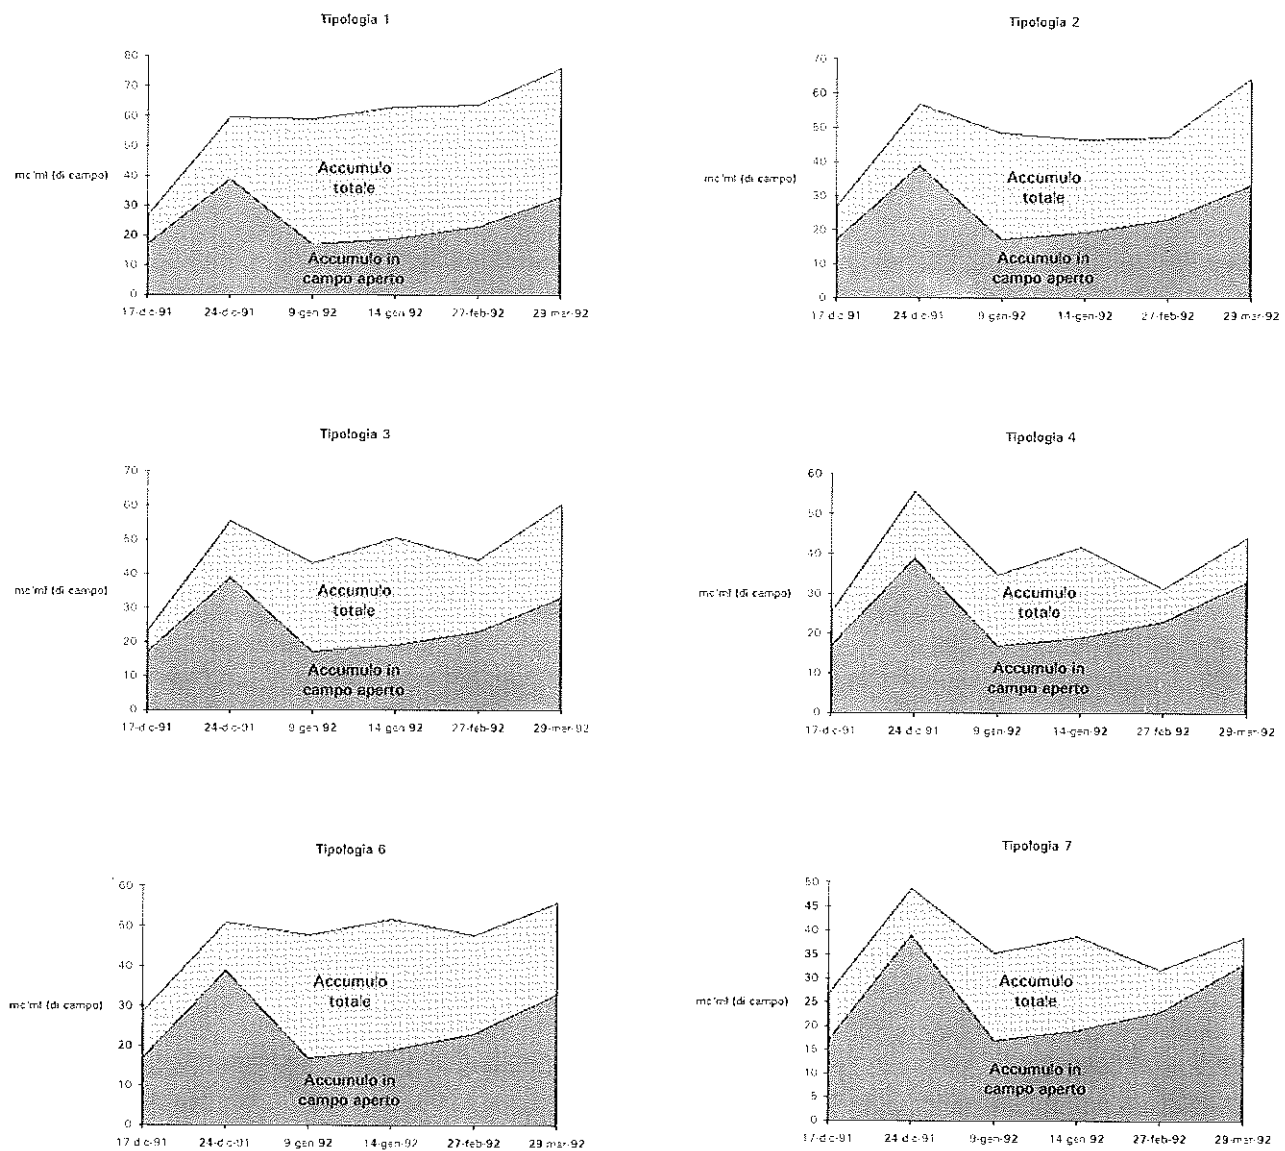 Tipologia 1
80
70
60
50
40
30
20
10
0
mc/ml (di campo)
Accumulo
totale
Accumulo in
campo aperto
17-dic-91 24-dic-91 9-gen-92 14-gen-92 27-feb-92 29-mar-92
Tipologia 2
70
60
50
40
30
20
10
0
mc/ml (di campo)
Accumulo
totale
Accumulo in
campo aperto
17-dic-91 24-dic-91 9-gen-92 14-gen-92 27-feb-92 29-mar-92
Tipologia 3
70
60
50
40
30
20
10
0
mc/ml (di campo)
Accumulo
totale
Accumulo in
campo aperto
17-dic-91 24-dic-91 9-gen-92 14-gen-92 27-feb-92 29-mar-92
Tipologia 4
60
50
40
30
20
10
0
mc/ml (di campo)
Accumulo
totale
Accumulo in
campo aperto
17-dic-91 24-dic-91 9-gen-92 14-gen-92 27-feb-92 29-mar-92
Tipologia 6
60
50
40
30
20
10
0
mc/ml (di campo)
Accumulo
totale
Accumulo in
campo aperto
17-dic-91 24-dic-91 9-gen-92 14-gen-92 27-feb-92 29-mar-92
Tipologia 7
50
45
40
35
30
25
20
15
10
5
0
mc/ml (di campo)
Accumulo
totale
Accumulo in
campo aperto
17-dic-91 24-dic-91 9-gen-92 14-gen-92 27-feb-92 29-mar-92